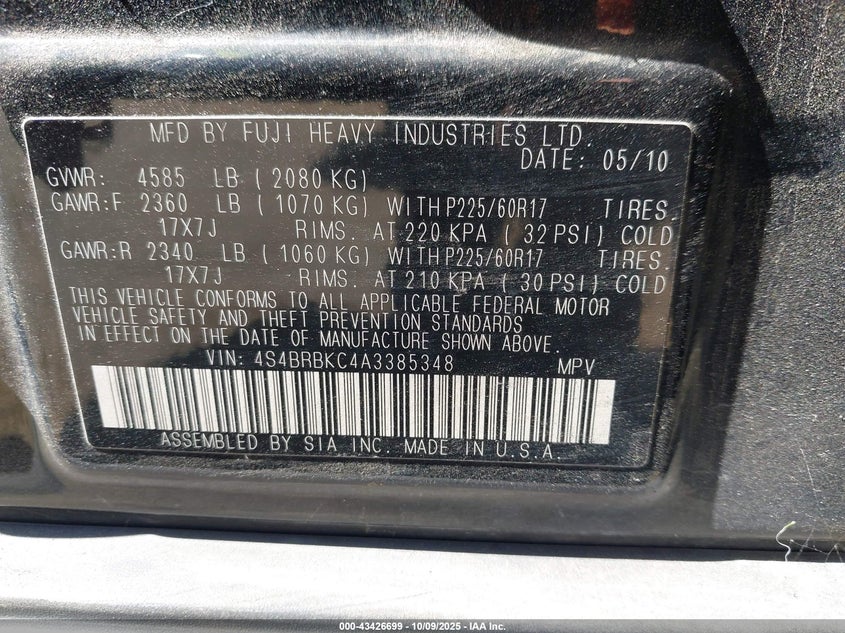 MFD BY FUJI HEAVY INDUSTRIES LTD.
DATE: 05/10
GVWR: 4585 LB ( 2080 KG)
GAWR:F 2360 LB ( 1070 KG) WITH P225/60R17 TIRES.
17X7J RIMS. AT 220 KPA ( 32 PSI) COLD
GAWR:R 2340 LB ( 1060 KG) WITH P225/60R17 TIRES.
17X7J RIMS. AT 210 KPA ( 30 PSI) COLD
THIS VEHICLE CONFORMS TO ALL APPLICABLE FEDERAL MOTOR
VEHICLE SAFETY AND THEFT PREVENTION STANDARDS
IN EFFECT ON THE DATE OF MANUFACTURE SHOWN ABOVE.
VIN: 4S4BRBKC4A3385348 MPV
ASSEMBLED BY SIA INC. MADE IN U.S.A.
000-43426699 - 10/09/2025 - IAA Inc.